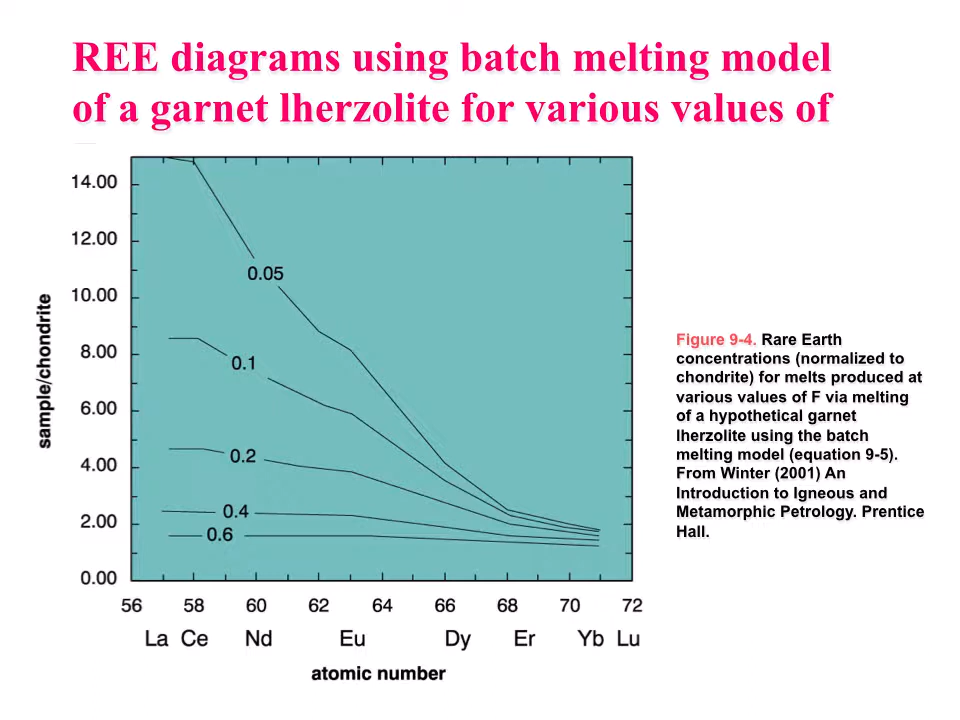 REE diagrams using batch melting model
of a garnet lherzolite for various values of
14.00
12.00
10.00
8.00
6.00
4.00
2.00
0.00
sample/chondrite
0.05
0.1
0.2
0.4
0.6
56 58 60 62 64 66 68 70 72
La Ce Nd Eu Dy Er Yb Lu
atomic number
Figure 9-4. Rare Earth
concentrations (normalized to
chondrite) for melts produced at
various values of F via melting
of a hypothetical garnet
lherzolite using the batch
melting model (equation 9-5).
From Winter (2001) An
Introduction to Igneous and
Metamorphic Petrology. Prentice
Hall.